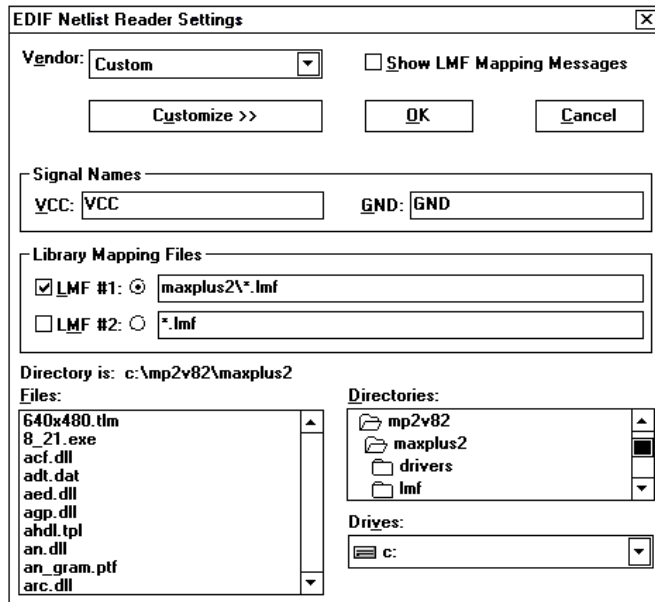 EDIF Netlist Reader Settings
Vendor: Custom
Show LMF Mapping Messages
Customize >>
OK
Cancel
Signal Names
VCC: VCC
GND: GND
Library Mapping Files
LMF #1: maxplus2\*.lmf
LMF #2: *.lmf
Directory is: c:\mp2v82\maxplus2
Files:
640x480.tlm
8_21.exe
acf.dll
adt.dat
aed.dll
agp.dll
ahdl.tpl
an.dll
an_gram.ptf
arc.dll
Directories:
mp2v82
maxplus2
drivers
lmf
Drives:
c: